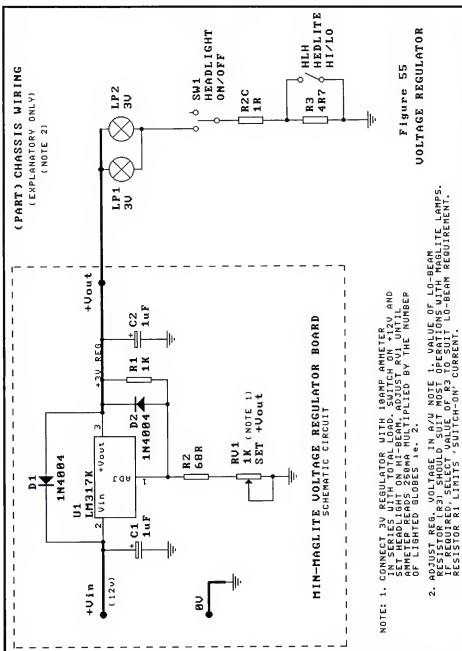 (PART) CHASSIS WIRING
(EXPLANATORY ONLY)
(NOTE 2)
LP1
3V
LP2
3V
SW1
HEADLIGHT
ON/OFF
R2C
1R
HLH
HEDLITE
HI/LO
R3
4R7
Figure 55
VOLTAGE REGULATOR
D1
1N4004
U1
LM317K
+Vin
(12v)
2
Vin
+Vout
3
ADJ
1
+3V REG
+Vout
C1
1uF
D2
1N4004
R1
1K
C2
1uF
R2
68R
RV1
1K (NOTE 1)
SET +Vout
0V
MIN-MAGLITE VOLTAGE REGULATOR BOARD
SCHEMATIC CIRCUIT
NOTE: 1. CONNECT 3V REGULATOR WITH 10AMP AMMETER
IN SERIES WITH TOTAL LOAD. SWITCH ON +12V AND
SET HEADLIGHT ON HI-BEAM. ADJUST RV1 UNTIL
AMMETER READS 260MA MULTIPLIED BY THE NUMBER
OF LIGHTED GLOBES ie. 2.
2. ADJUST REG. VOLTAGE IN A/W NOTE 1. VALUE OF LO-BEAM
RESISTOR (R3) SHOULD SUIT MOST OPERATIONS WITH MAGLITE LAMPS.
IF REQUIRED, SELECT VALUE OF R3 TO SUIT LO-BEAM REQUIREMENT.
RESISTOR R1 LIMITS 'SWITCH-ON' CURRENT.